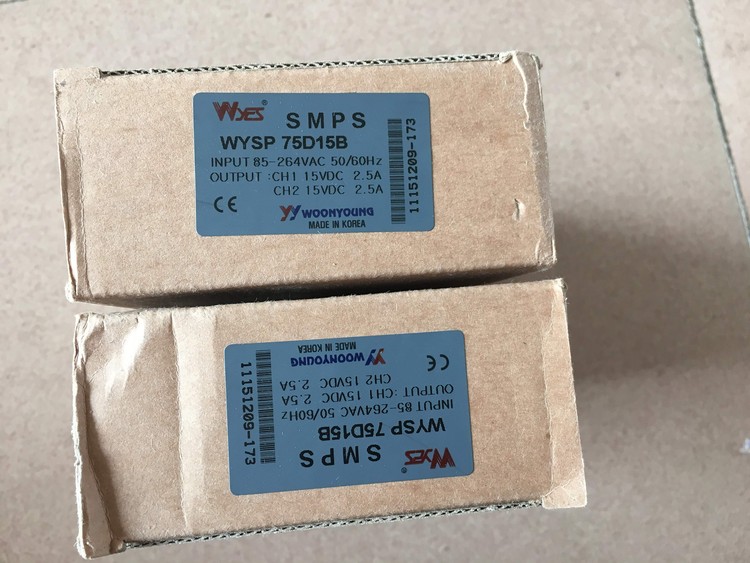 WYES®
SMPS
WYSP 75D15B
INPUT 85-264VAC 50/60Hz
OUTPUT :CH1 15VDC 2.5A
CH2 15VDC 2.5A
CE
WOONYOUNG
MADE IN KOREA
11151209-173
WYES®
SMPS
WYSP 75D15B
INPUT 85-264VAC 50/60Hz
OUTPUT :CH1 15VDC 2.5A
CH2 15VDC 2.5A
CE
WOONYOUNG
MADE IN KOREA
11151209-173